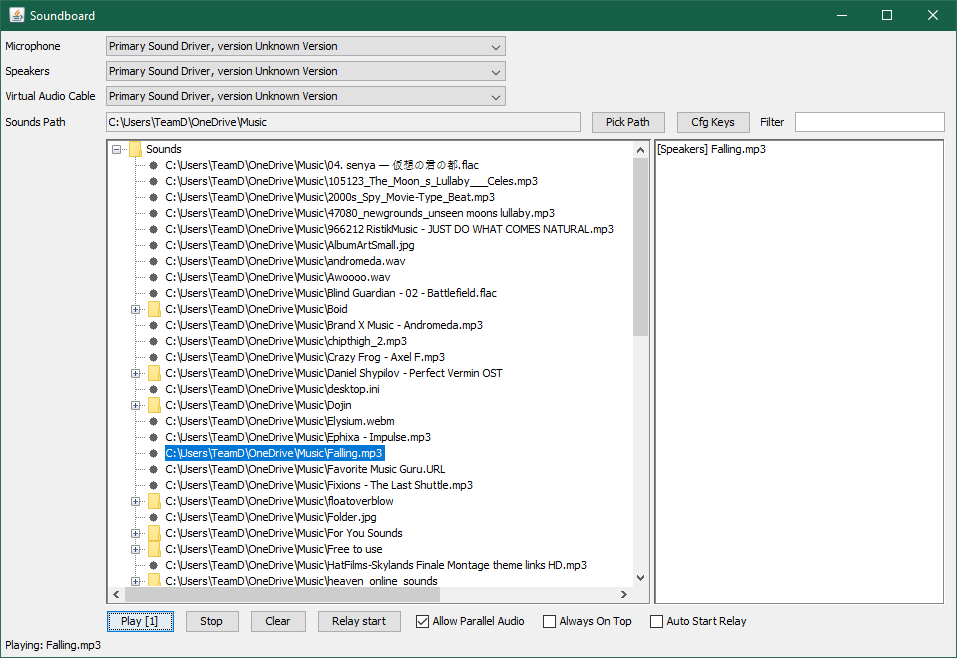 Soundboard
Microphone Primary Sound Driver, version Unknown Version
Speakers Primary Sound Driver, version Unknown Version
Virtual Audio Cable Primary Sound Driver, version Unknown Version
Sounds Path C:\Users\TeamD\OneDrive\Music Pick Path Cfg Keys Filter
Sounds
C:\Users\TeamD\OneDrive\Music\04. senya — 仮想の君の都.flac
C:\Users\TeamD\OneDrive\Music\105123_The_Moon_s_Lullaby___Celes.mp3
C:\Users\TeamD\OneDrive\Music\2000s_Spy_Movie-Type_Beat.mp3
C:\Users\TeamD\OneDrive\Music\47080_newgrounds_unseen moons lullaby.mp3
C:\Users\TeamD\OneDrive\Music\966212 RistikMusic - JUST DO WHAT COMES NATURAL.mp3
C:\Users\TeamD\OneDrive\Music\AlbumArtSmall.jpg
C:\Users\TeamD\OneDrive\Music\andromeda.wav
C:\Users\TeamD\OneDrive\Music\Awoooo.wav
C:\Users\TeamD\OneDrive\Music\Blind Guardian - 02 - Battlefield.flac
C:\Users\TeamD\OneDrive\Music\Boid
C:\Users\TeamD\OneDrive\Music\Brand X Music - Andromeda.mp3
C:\Users\TeamD\OneDrive\Music\chipthigh_2.mp3
C:\Users\TeamD\OneDrive\Music\Crazy Frog - Axel F.mp3
C:\Users\TeamD\OneDrive\Music\Daniel Shypilov - Perfect Vermin OST
C:\Users\TeamD\OneDrive\Music\desktop.ini
C:\Users\TeamD\OneDrive\Music\Dojin
C:\Users\TeamD\OneDrive\Music\Elysium.webm
C:\Users\TeamD\OneDrive\Music\Ephixa - Impulse.mp3
C:\Users\TeamD\OneDrive\Music\Falling.mp3
C:\Users\TeamD\OneDrive\Music\Favorite Music Guru.URL
C:\Users\TeamD\OneDrive\Music\Fixions - The Last Shuttle.mp3
C:\Users\TeamD\OneDrive\Music\floatoverblow
C:\Users\TeamD\OneDrive\Music\Folder.jpg
C:\Users\TeamD\OneDrive\Music\For You Sounds
C:\Users\TeamD\OneDrive\Music\Free to use
C:\Users\TeamD\OneDrive\Music\HatFilms-Skylands Finale Montage theme links HD.mp3
C:\Users\TeamD\OneDrive\Music\heaven_online_sounds
[Speakers] Falling.mp3
Play [1] Stop Clear Relay start Allow Parallel Audio Always On Top Auto Start Relay
Playing: Falling.mp3